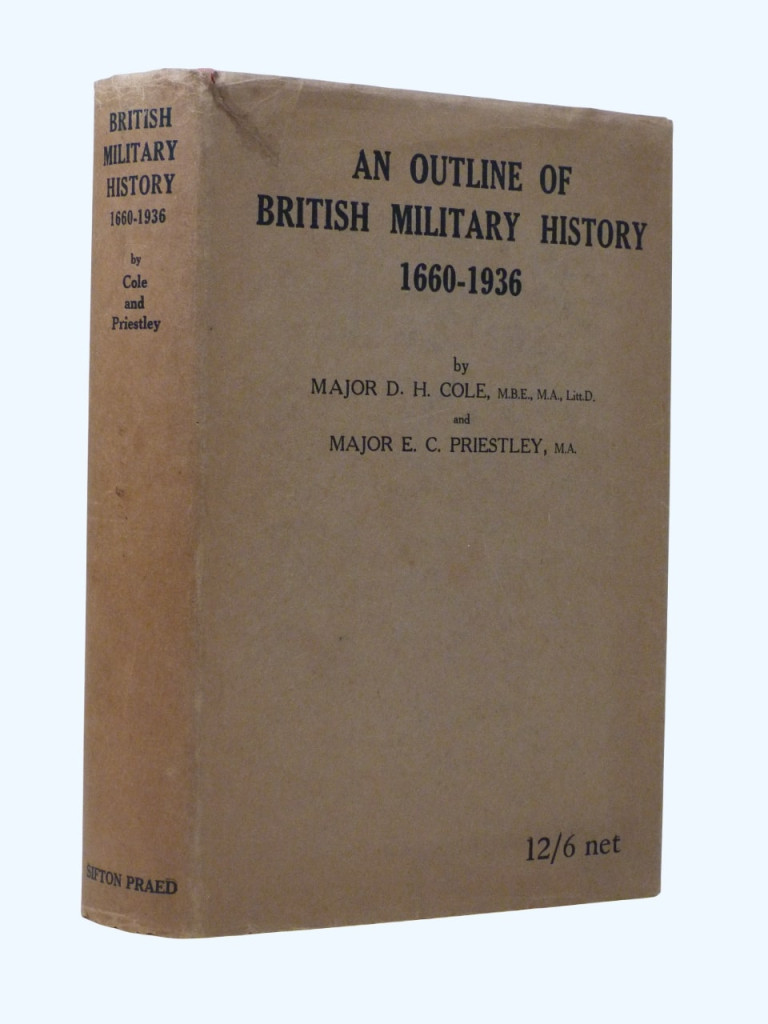 BRITISH
MILITARY
HISTORY
1660-1936
by
Cole
and
Priestley
SIFTON PRAED
AN OUTLINE OF
BRITISH MILITARY HISTORY
1660-1936
by
MAJOR D. H. COLE, M.B.E., M.A., Litt.D.
and
MAJOR E. C. PRIESTLEY, M.A.
12/6 net